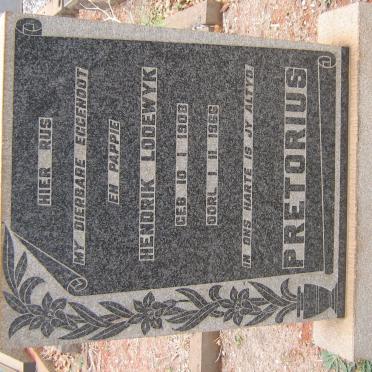 HIER RUS
MY DIERBARE EGGENOOT
EN PAPPIE
HENDRIK LODEWYK
GEB 10 1 1908
OORL 1 11 1966
IN ONS HARTE IS JY ALTYD!
PRETORIUS